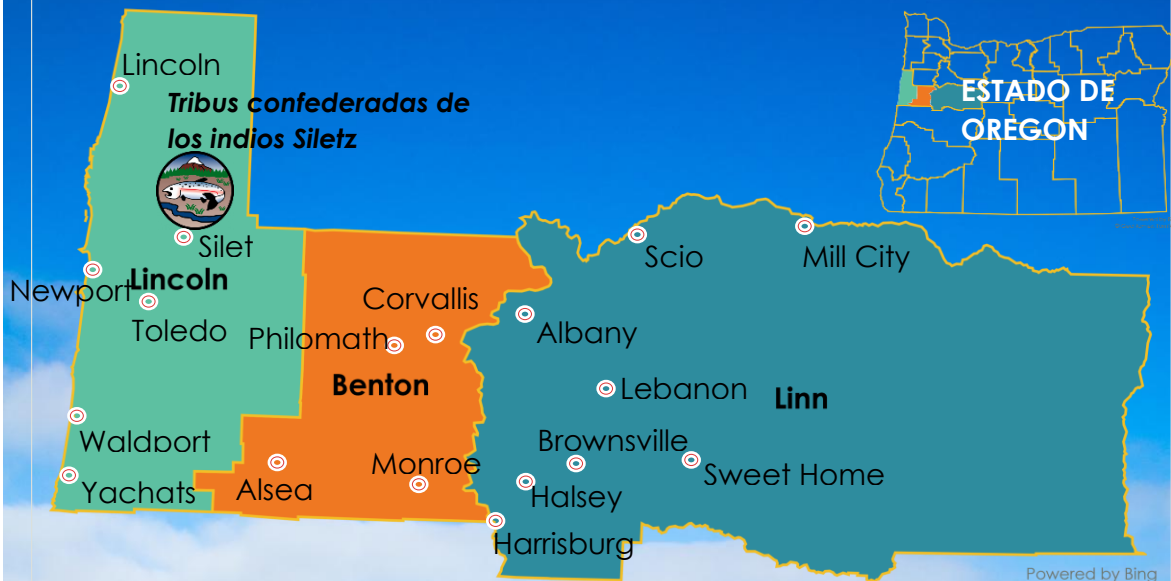 Lincoln
Tribus confederadas de
los indios Siletz
ESTADO DE
OREGON
Silet
Scio
Mill City
Newport
Lincoln
Toledo
Corvallis
Philomath
Albany
Benton
Lebanon
Linn
Waldport
Brownsville
Yachats
Alsea
Monroe
Halsey
Sweet Home
Harrisburg
Powered by Bing